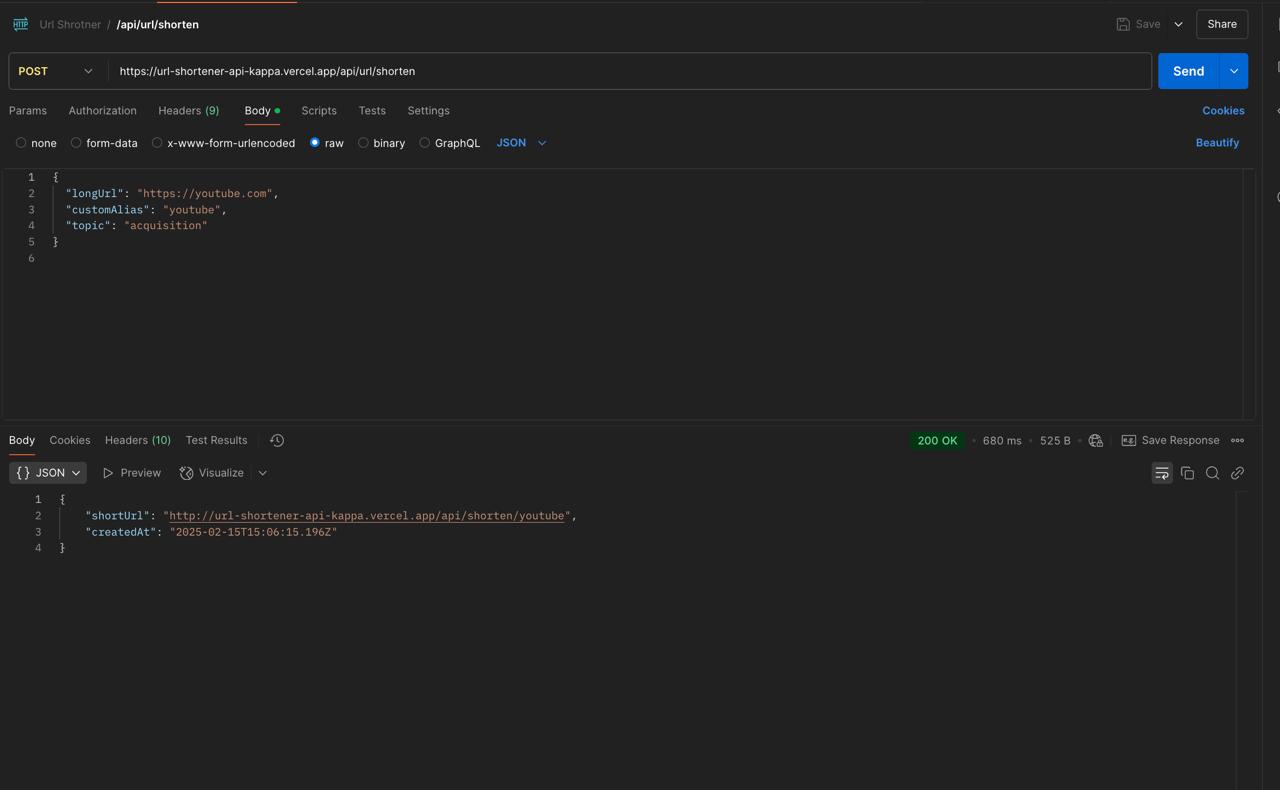 HTTP Url Shrotner / /api/url/shorten Save Share
POST https://url-shortener-api-kappa.vercel.app/api/url/shorten Send
Params Authorization Headers (9) Body Scripts Tests Settings Cookies
none form-data x-www-form-urlencoded raw binary GraphQL JSON Beautify
1 {
2 "longUrl": "https://youtube.com",
3 "customAlias": "youtube",
4 "topic": "acquisition"
5 }
6
Body Cookies Headers (10) Test Results 200 OK • 680 ms • 525 B • e.g. Save Response
{} JSON Preview Visualize
1 {
2 "shortUrl": "http://url-shortener-api-kappa.vercel.app/api/shorten/youtube",
3 "createdAt": "2025-02-15T15:06:15.196Z"
4 }